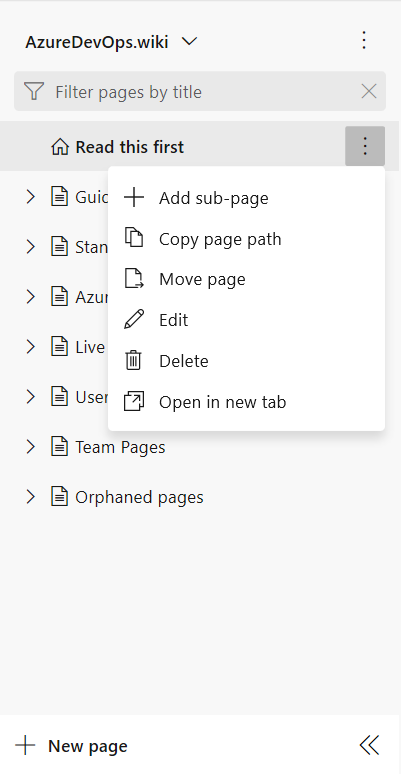 AzureDevOps.wiki
Filter pages by title
Read this first
Add sub-page
Copy page path
Move page
Edit
Delete
Open in new tab
Live
Team Pages
Orphaned pages
New page